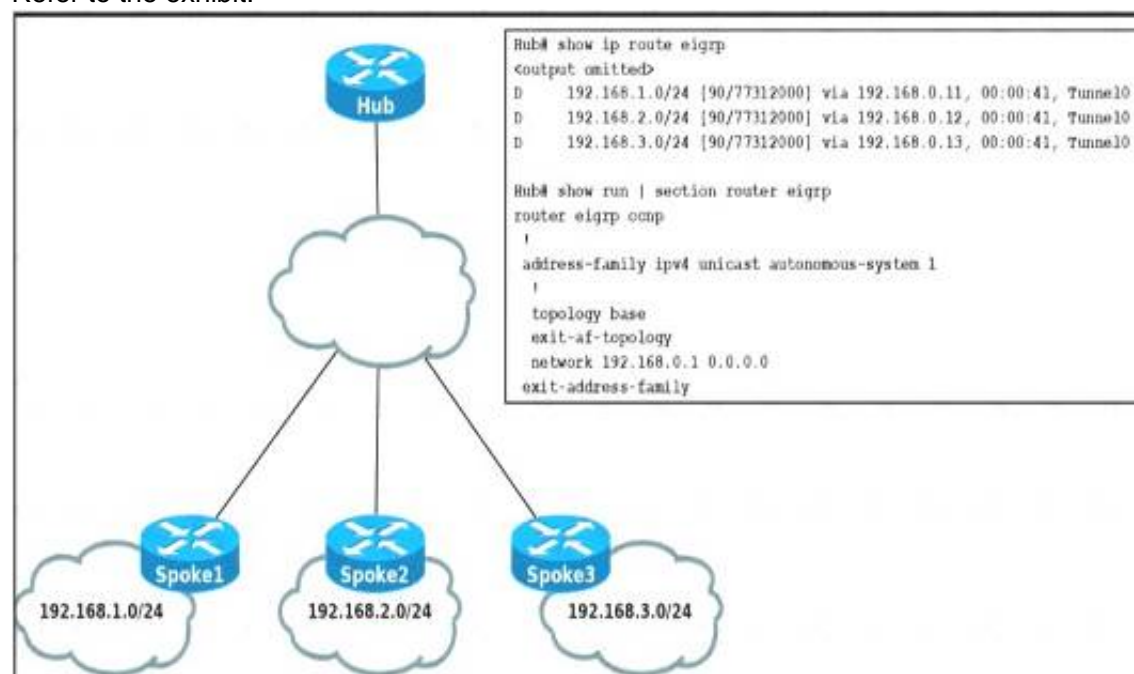 Refer to the exhibit.
Hub# show ip route eigrp
<output omitted>
D 192.168.1.0/24 [90/77312000] via 192.168.0.11, 00:00:41, Tunnel0
D 192.168.2.0/24 [90/77312000] via 192.168.0.12, 00:00:41, Tunnel0
D 192.168.3.0/24 [90/77312000] via 192.168.0.13, 00:00:41, Tunnel0
Hub# show run | section router eigrp
router eigrp ccnp
!
address-family ipv4 unicast autonomous-system 1
!
topology base
exit-af-topology
network 192.168.0.1 0.0.0.0
exit-address-family
Hub
Spoke1
Spoke2
Spoke3
192.168.1.0/24
192.168.2.0/24
192.168.3.0/24